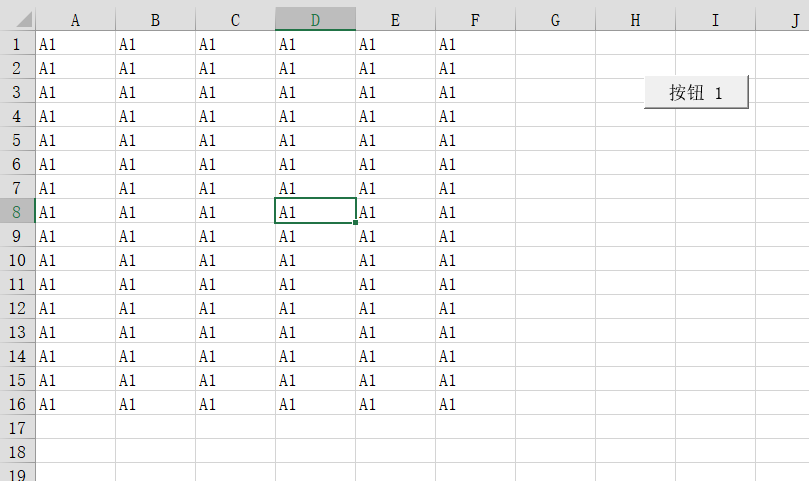 A B C D E F G H I J
1 A1 A1 A1 A1 A1 A1
2 A1 A1 A1 A1 A1 A1
3 A1 A1 A1 A1 A1 A1 按钮 1
4 A1 A1 A1 A1 A1 A1
5 A1 A1 A1 A1 A1 A1
6 A1 A1 A1 A1 A1 A1
7 A1 A1 A1 A1 A1 A1
8 A1 A1 A1 A1 A1 A1
9 A1 A1 A1 A1 A1 A1
10 A1 A1 A1 A1 A1 A1
11 A1 A1 A1 A1 A1 A1
12 A1 A1 A1 A1 A1 A1
13 A1 A1 A1 A1 A1 A1
14 A1 A1 A1 A1 A1 A1
15 A1 A1 A1 A1 A1 A1
16 A1 A1 A1 A1 A1 A1
17
18
19